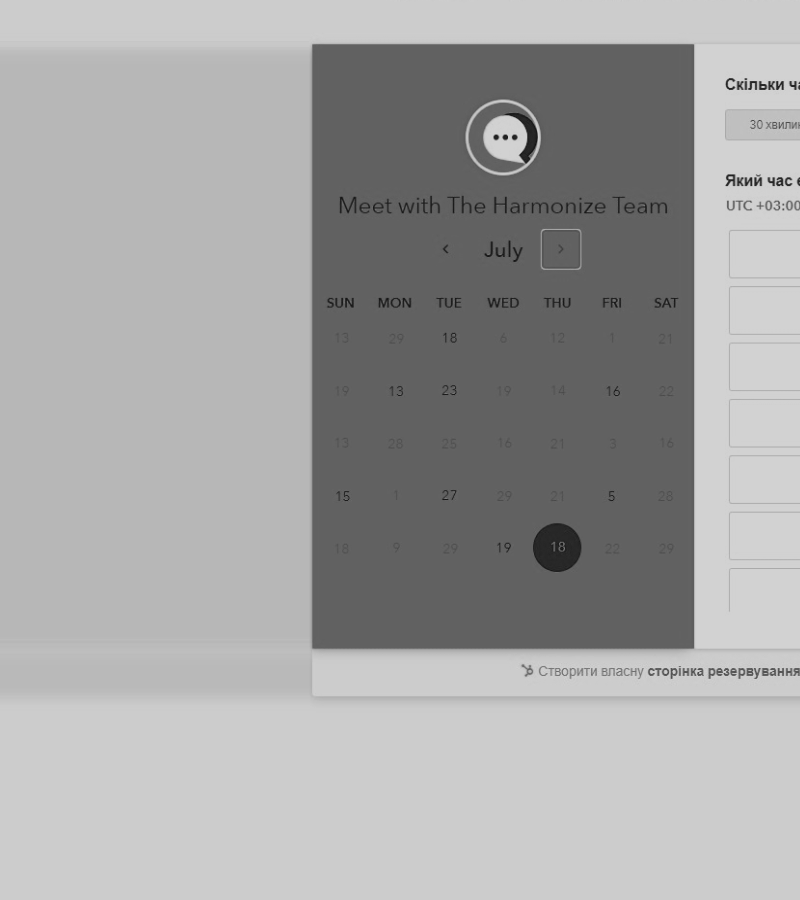 Meet with The Harmonize Team
July
SUN MON TUE WED THU FRI SAT
13 29 18 6 12 1 21
19 13 23 19 14 16 22
13 28 25 16 21 3 16
15 1 27 29 21 5 28
18 9 29 19 18 22 29
Скільки
30
Який час
UTC +03:00
Створити власну сторінка резервування